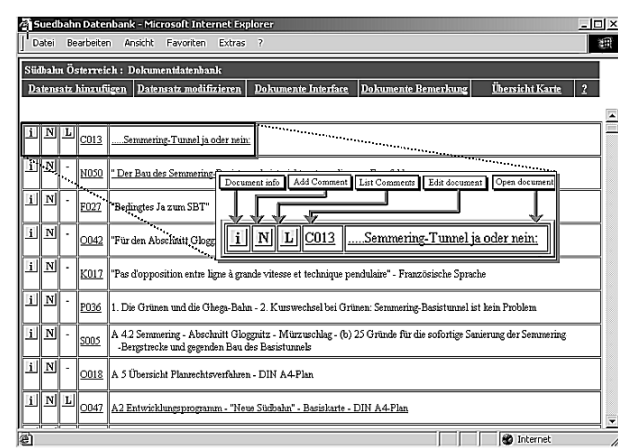 Suedbahn Datenbank - Microsoft Internet Explorer
Datei Bearbeiten Ansicht Favoriten Extras ?
Südbahn Österreich : Dokumentdatenbank
Datensatz hinzufügen Datensatz modifizieren Dokumente Interface Dokumente Bemerkung Übersicht Karte ?
i N L C013 .....Semmering-Tunnel ja oder nein:
i N - N050 " Der Bau des Semmering-
Document info Add Comment List Comments Edit document Open document
i N - F027 "Bedingtes Ja zum SBT"
i N L C013 .....Semmering-Tunnel ja oder nein:
i N - O042 "Für den Abschnitt Glogg
i N - K017 "Pas d'opposition entre ligne à grande vitesse et technique pendulaire" - Französische Sprache
i N - P036 1. Die Grünen und die Ghega-Bahn - 2. Kurswechsel bei Grünen: Semmering-Basistunnel ist kein Problem
i N - S005 A 4.2 Semmering - Abschnitt Gloggnitz - Mürzuschlag - (b) 25 Gründe für die sofortige Sanierung der Semmering
-Bergstrecke und gegenden Bau des Basistunnels
i N - O018 A 5 Übersicht Planrechtsverfahren - DIN A4-Plan
i N L O047 A2 Entwicklungsprogramm - "Neue Südbahn" - Basiskarte - DIN A4-Plan
Internet